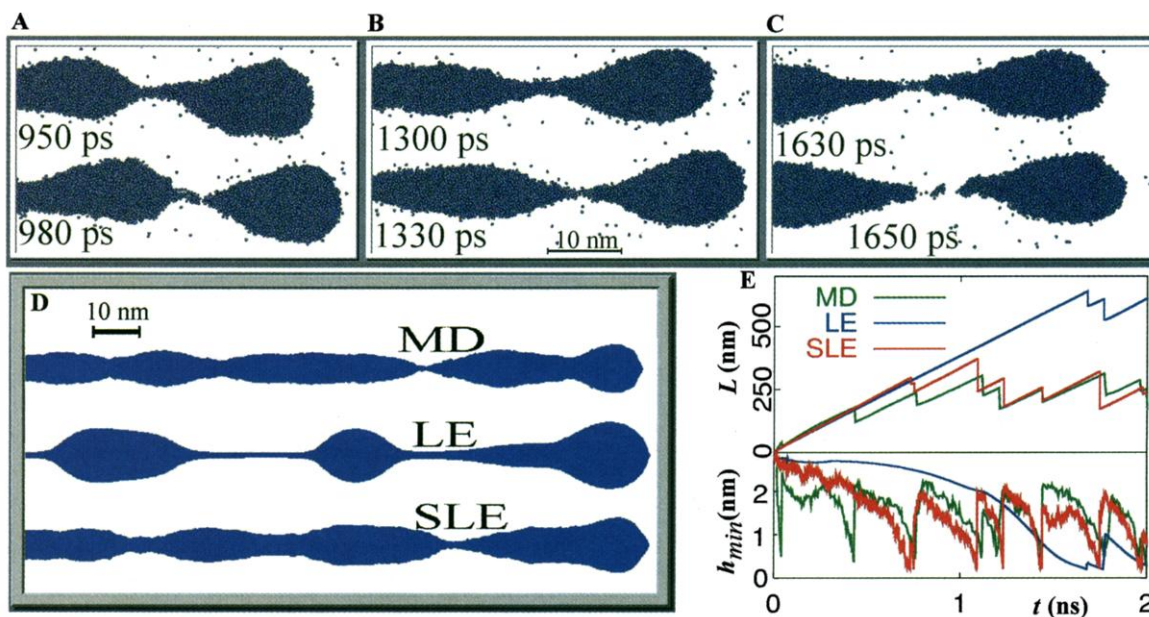 A
950 ps
980 ps
B
1300 ps
1330 ps
10 nm
C
1630 ps
1650 ps
D
10 nm
MD
LE
SLE
E
MD
LE
SLE
L (nm)
500
250
0
h_min (nm)
2
1
0
0 1 2
t (ns)